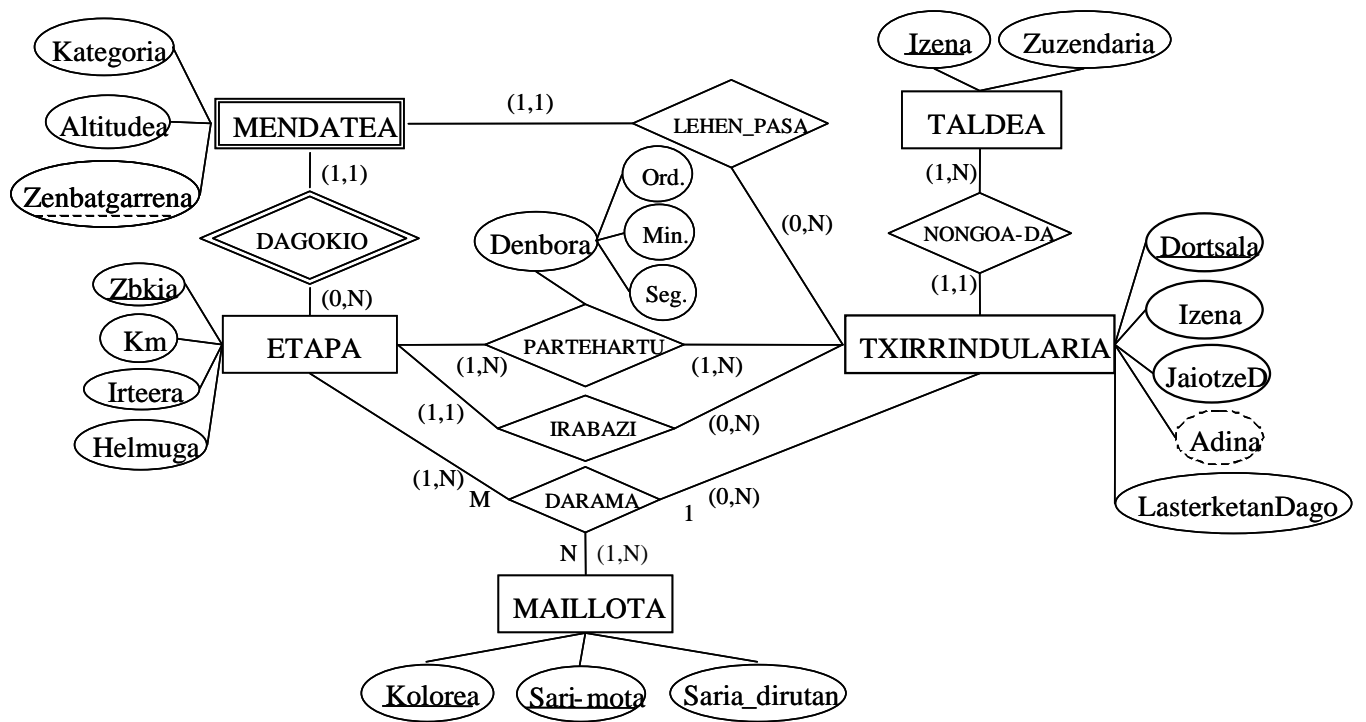 Izena
Zuzendaria
Kategoria
(1,1)
Altitudea
MENDATEA
LEHEN_PASA
TALDEA
(1,1)
Ord.
(1,N)
Zenbatgarrena
Min.
(0,N)
Denbora
DAGOKIO
NONGOA-DA
Dortsala
Zbkia
(0,N)
Seg.
(1,1)
Izena
Km
ETAPA
(1,N)
PARTEHARTU
(1,N)
TXIRRINDULARIA
JaiotzeD
Irteera
(1,1)
IRABAZI
(0,N)
Helmuga
Adina
(1,N)
M
DARAMA
1
(0,N)
LasterketanDago
N
(1,N)
MAILLOTA
Kolorea
Sari-mota
Saria_dirutan